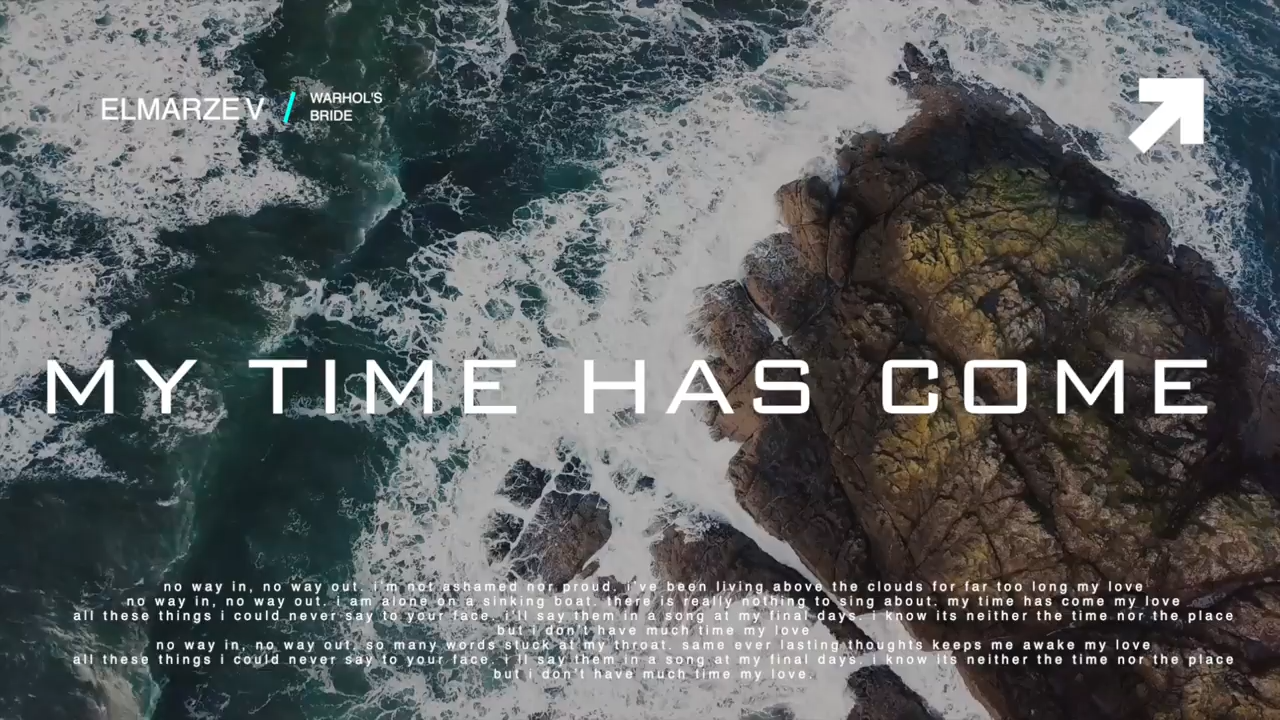 ELMARZEV / WARHOL'S
BRIDE
MY TIME HAS COME
no way in, no way out. i'm not ashamed nor proud. i've been living above the clouds for far too long my love
no way in, no way out. i am alone on a sinking boat. there is really nothing to sing about. my time has come my love
all these things i could never say to your face, i'll say them in a song at my final days. i know its neither the time nor the place
but i don't have much time my love
no way in, no way out, so many words stuck at my throat. same ever lasting thoughts keeps me awake my love
all these things i could never say to your face, i'll say them in a song at my final days. i know its neither the time nor the place
but i don't have much time my love.